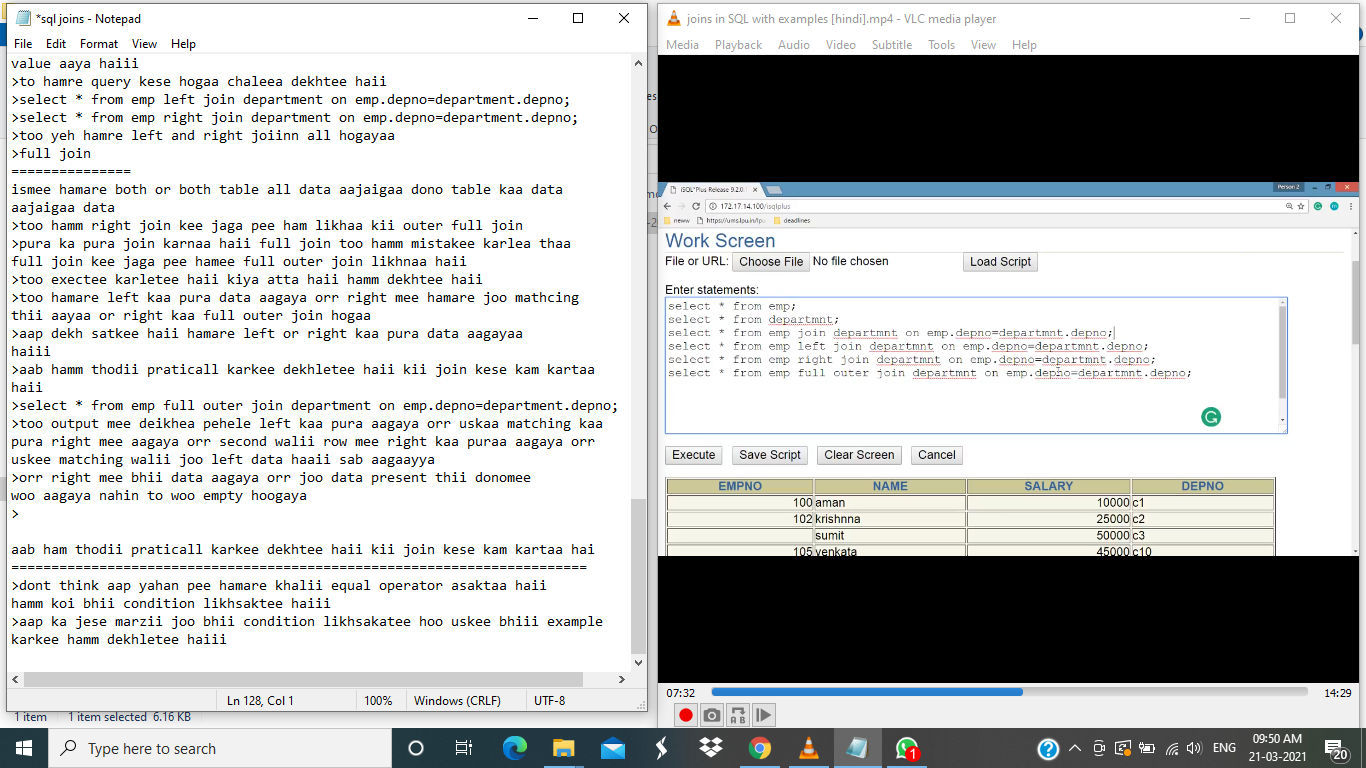 *sql joins - Notepad
File Edit Format View Help
value aaya haiii
>to hamre query kese hogaa chaleea dekhtee haii
>select * from emp left join department on emp.depno=department.depno;
>select * from emp right join department on emp.depno=department.depno;
>too yeh hamre left and right joiinn all hogayaa
>full join
===============
ismee hamare both or both table all data aajaigaa dono table kaa data
aajaigaa data
>too hamm right join kee jaga pee ham likhaa kii outer full join
>pura ka pura join karnaa haii full join too hamm mistakee karlea thaa
full join kee jaga pee hamee full outer join likhnaa haii
>too exectee karletee haii kiya atta haii hamm dekhtee haii
>too hamare left kaa pura data aagaya orr right mee hamare joo mathcing
thii aayaa or right kaa full outer join hogaa
>aap dekh satkee haii hamare left or right kaa pura data aagayaa
haiii
>aab hamm thodii praticall karkee dekhletee haii kii join kese kam kartaa
haii
>select * from emp full outer join department on emp.depno=department.depno;
>too output mee deikhea pehele left kaa pura aagaya orr uskaa matching kaa
pura right mee aagaya orr second walii row mee right kaa puraa aagaya orr
uskee matching walii joo left data haaii sab aagaayya
>orr right mee bhii data aagaya orr joo data present thii donomee
woo aagaya nahin to woo empty hoogaya
>
aab ham thodii praticall karkee dekhtee haii kii join kese kam kartaa hai
=========================================================================
>dont think aap yahan pee hamare khalii equal operator asaktaa haii
hamm koi bhii condition likhsaktee haiii
>aap ka jese marzii joo bhii condition likhsakatee hoo uskee bhiii example
karkee hamm dekhletee haiii
Ln 128, Col 1 100% Windows (CRLF) UTF-8
1 item 1 item selected 6.16 KB
joins in SQL with examples [hindi].mp4 - VLC media player
Media Playback Audio Video Subtitle Tools View Help
iSQL*Plus Release 9.2.0. Person 2
172.17.14.100/isqlplus
neww https://ums.lpu.in/lpu deadlines
Work Screen
File or URL: Choose File No file chosen Load Script
Enter statements:
select * from emp;
select * from departmnt;
select * from emp join departmnt on emp.depno=departmnt.depno;
select * from emp left join departmnt on emp.depno=departmnt.depno;
select * from emp right join departmnt on emp.depno=departmnt.depno;
select * from emp full outer join departmnt on emp.depno=departmnt.depno;
Execute Save Script Clear Screen Cancel
EMPNO NAME SALARY DEPNO
100 aman 10000 c1
102 krishnna 25000 c2
sumit 50000 c3
105 venkata 45000 c10
07:32 14:29
Type here to search
1
ENG
09:50 AM
21-03-2021
20